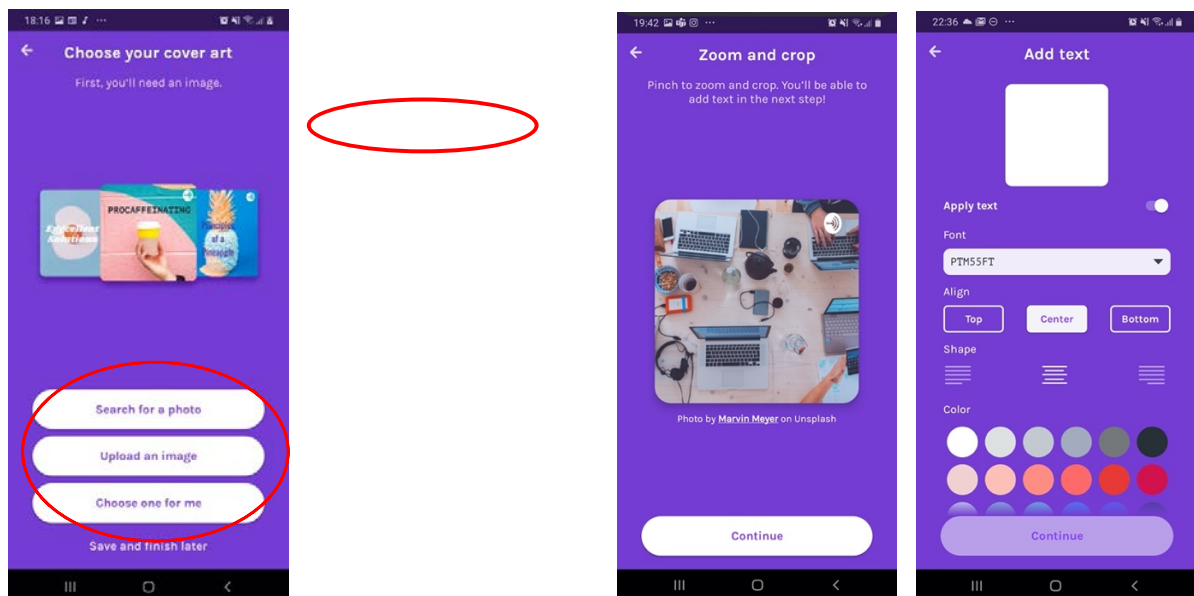 18:16
Choose your cover art
First, you'll need an image.
Eggcellent
Solutions
PROCAFFEINATING
Principles
of a
Pineapple
Search for a photo
Upload an image
Choose one for me
Save and finish later
19:42
Zoom and crop
Pinch to zoom and crop. You'll be able to
add text in the next step!
Photo by Marvin Meyer on Unsplash
Continue
22:36
Add text
Apply text
Font
PTM55FT
Align
Top Center Bottom
Shape
Color
Continue